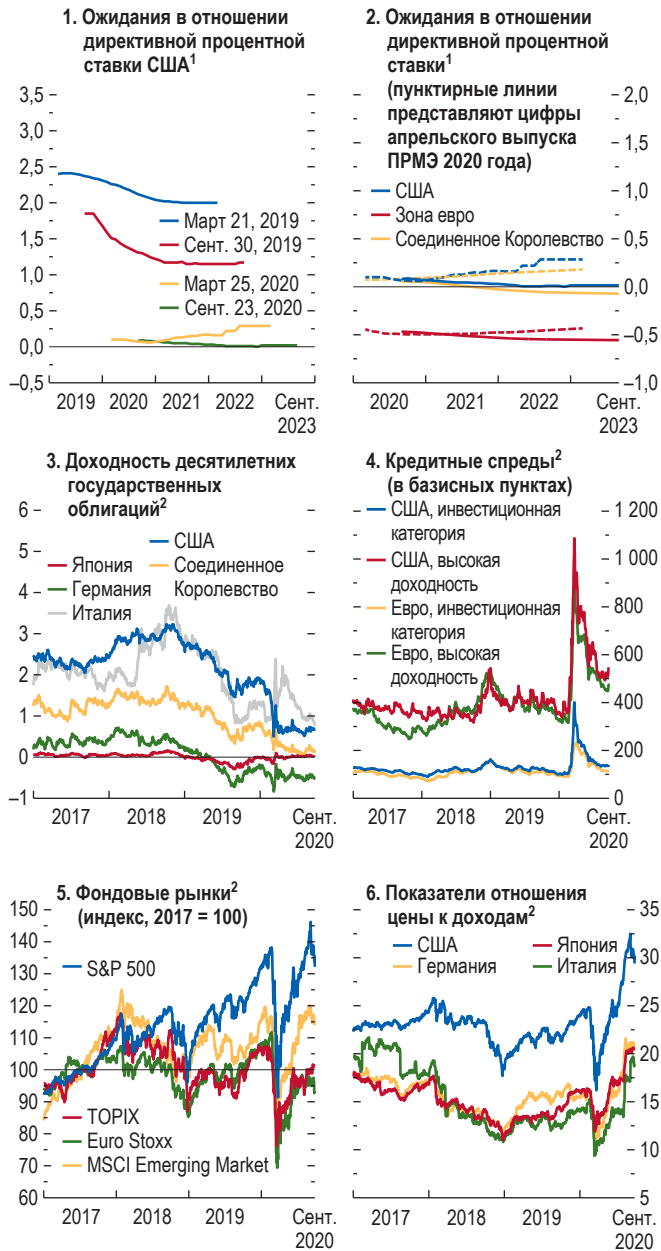 1. Ожидания в отношении
директивной процентной
ставки США1
3,5
3,0
2,5
2,0
1,5
1,0
0,5
0,0
–0,5
Март 21, 2019
Сент. 30, 2019
Март 25, 2020
Сент. 23, 2020
2019
2020
2021
2022
Сент.
2023
2. Ожидания в отношении
директивной процентной
ставки1
(пунктирные линии
представляют цифры
апрельского выпуска
ПРМЭ 2020 года)
США
Зона евро
Соединенное Королевство
2,0
1,5
1,0
0,5
0,0
–0,5
–1,0
2020
2021
2022
Сент.
2023
3. Доходность десятилетних
государственных
облигаций2
США
Япония
Соединенное
Королевство
Германия
Италия
6
5
4
3
2
1
0
–1
2017
2018
2019
Сент.
2020
4. Кредитные спреды2
(в базисных пунктах)
США, инвестиционная
категория
США, высокая
доходность
Евро, инвестиционная
категория
Евро, высокая
доходность
1 200
1 000
800
600
400
200
0
2017
2018
2019
Сент.
2020
5. Фондовые рынки2
(индекс, 2017 = 100)
150
140
130
120
110
100
90
80
70
60
S&P 500
TOPIX
Euro Stoxx
MSCI Emerging Market
2017
2018
2019
Сент.
2020
6. Показатели отношения
цены к доходам2
США
Япония
Германия
Италия
35
30
25
20
15
10
5
2017
2018
2019
Сент.
2020